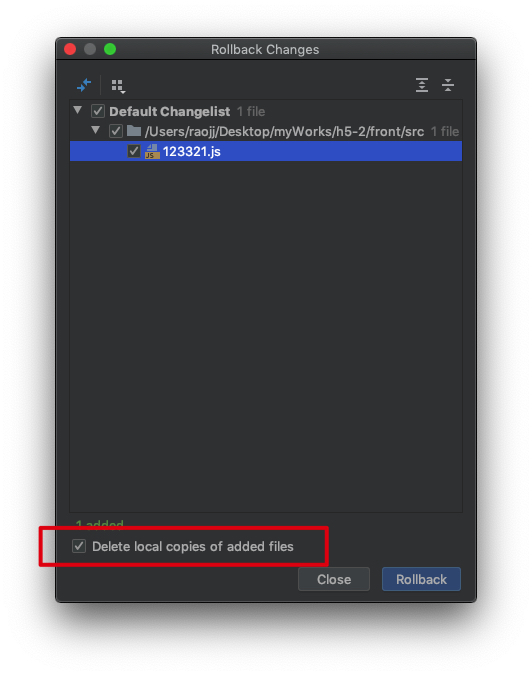 Rollback Changes
Default Changelist 1 file
/Users/raojj/Desktop/myWorks/h5-2/front/src 1 file
JS 123321.js
1 added
Delete local copies of added files
Close Rollback